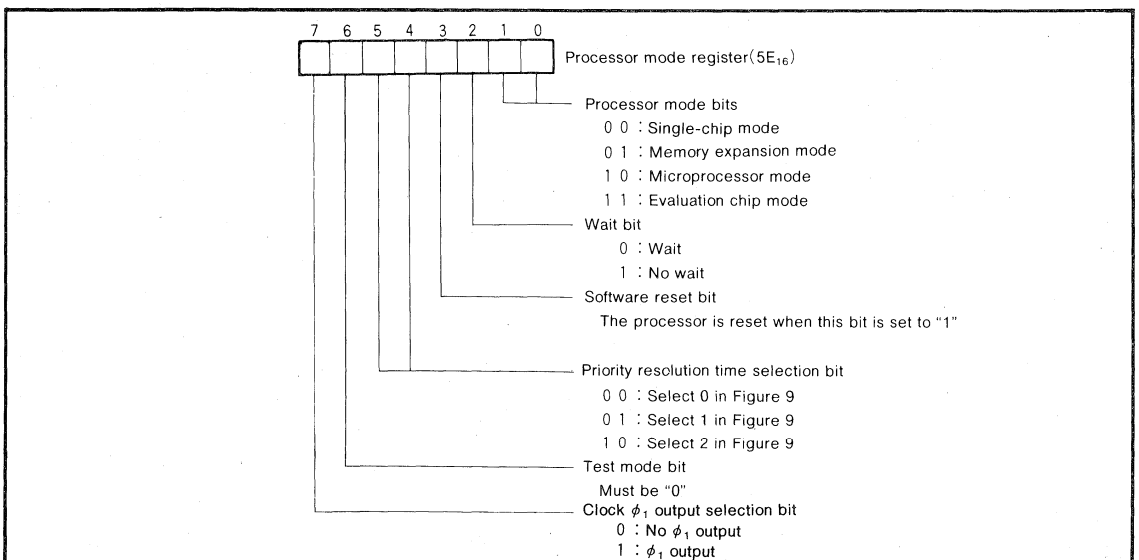 7 6 5 4 3 2 1 0
Processor mode register(5E₁₆)
Processor mode bits
0 0 : Single-chip mode
0 1 : Memory expansion mode
1 0 : Microprocessor mode
1 1 : Evaluation chip mode
Wait bit
0 : Wait
1 : No wait
Software reset bit
The processor is reset when this bit is set to “1”
Priority resolution time selection bit
0 0 : Select 0 in Figure 9
0 1 : Select 1 in Figure 9
1 0 : Select 2 in Figure 9
Test mode bit
Must be “0”
Clock ϕ₁ output selection bit
0 : No ϕ₁ output
1 : ϕ₁ output